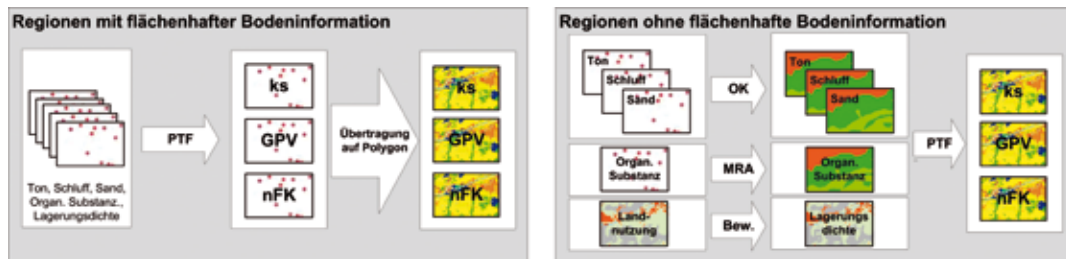 Regionen mit flächenhafter Bodeninformation
Ton, Schluff, Sand,
Organ. Substanz.,
Lagerungsdichte
PTF
ks
GPV
nFK
Übertragung
auf Polygon
ks
GPV
nFK
Regionen ohne flächenhafte Bodeninformation
Ton
Schluff
Sand
OK
Ton
Schluff
Sand
Organ.
Substanz
MRA
Organ.
Substanz
Land-
nutzung
Bew.
Lagerungs
dichte
PTF
ks
GPV
nFK